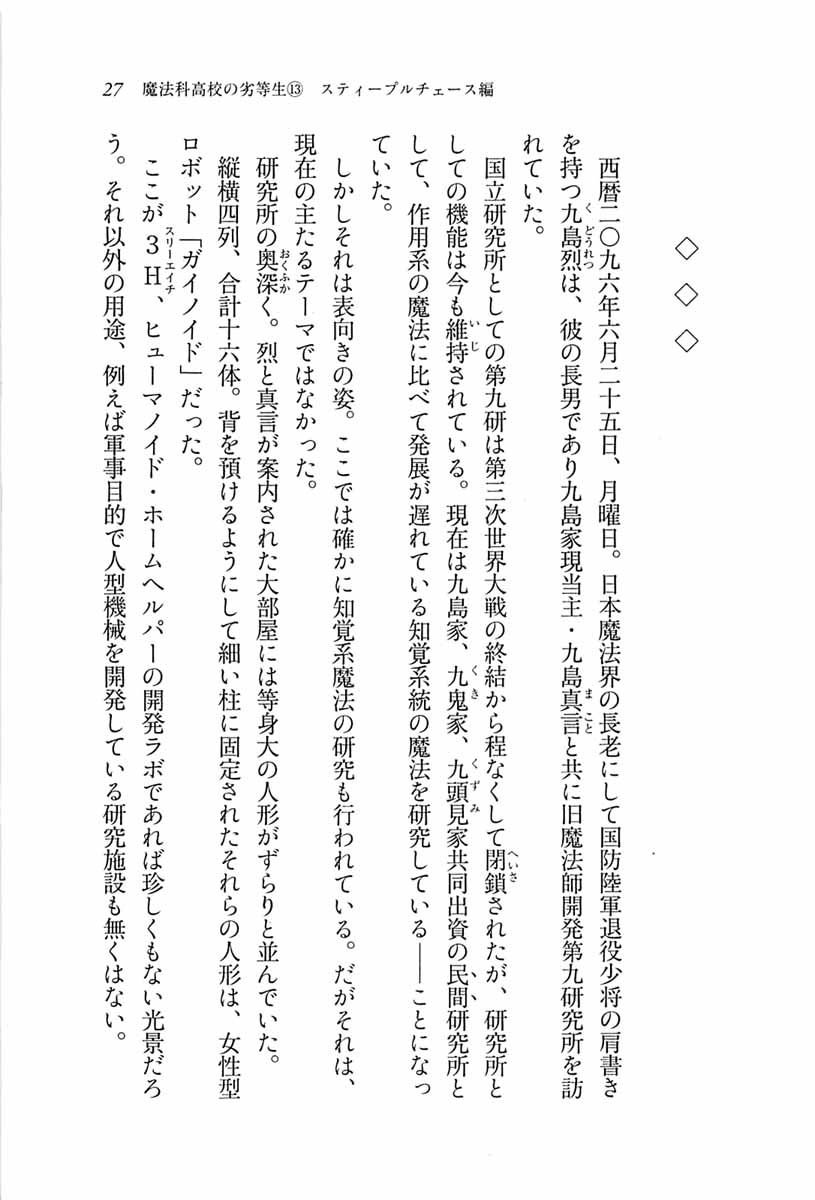 27　魔法科高校の劣等生⑬　スティープルチェース編
◇　◇　◇
西暦二〇九六年六月二十五日、月曜日。日本魔法界の長老にして国防陸軍退役少将の肩書き
を持つ九島烈は、彼の長男であり九島家現当主・九島真言と共に旧魔法師開発第九研究所を訪
れていた。
国立研究所としての第九研は第三次世界大戦の終結から程なくして閉鎖されたが、研究所と
しての機能は今も維持されている。現在は九島家、九鬼家、九頭見家共同出資の民間研究所と
して、作用系の魔法に比べて発展が遅れている知覚系統の魔法を研究している――ことになっ
ていた。
しかしそれは表向きの姿。ここでは確かに知覚系魔法の研究も行われている。だがそれは、
現在の主たるテーマではなかった。
研究所の奥深く。烈と真言が案内された大部屋には等身大の人形がずらりと並んでいた。
縦横四列、合計十六体。背を預けるようにして細い柱に固定されたそれらの人形は、女性型
ロボット「ガイノイド」だった。
ここが３Ｈ、ヒューマノイド・ホームヘルパーの開発ラボであれば珍しくもない光景だろ
う。それ以外の用途、例えば軍事目的で人型機械を開発している研究施設も無くはない。